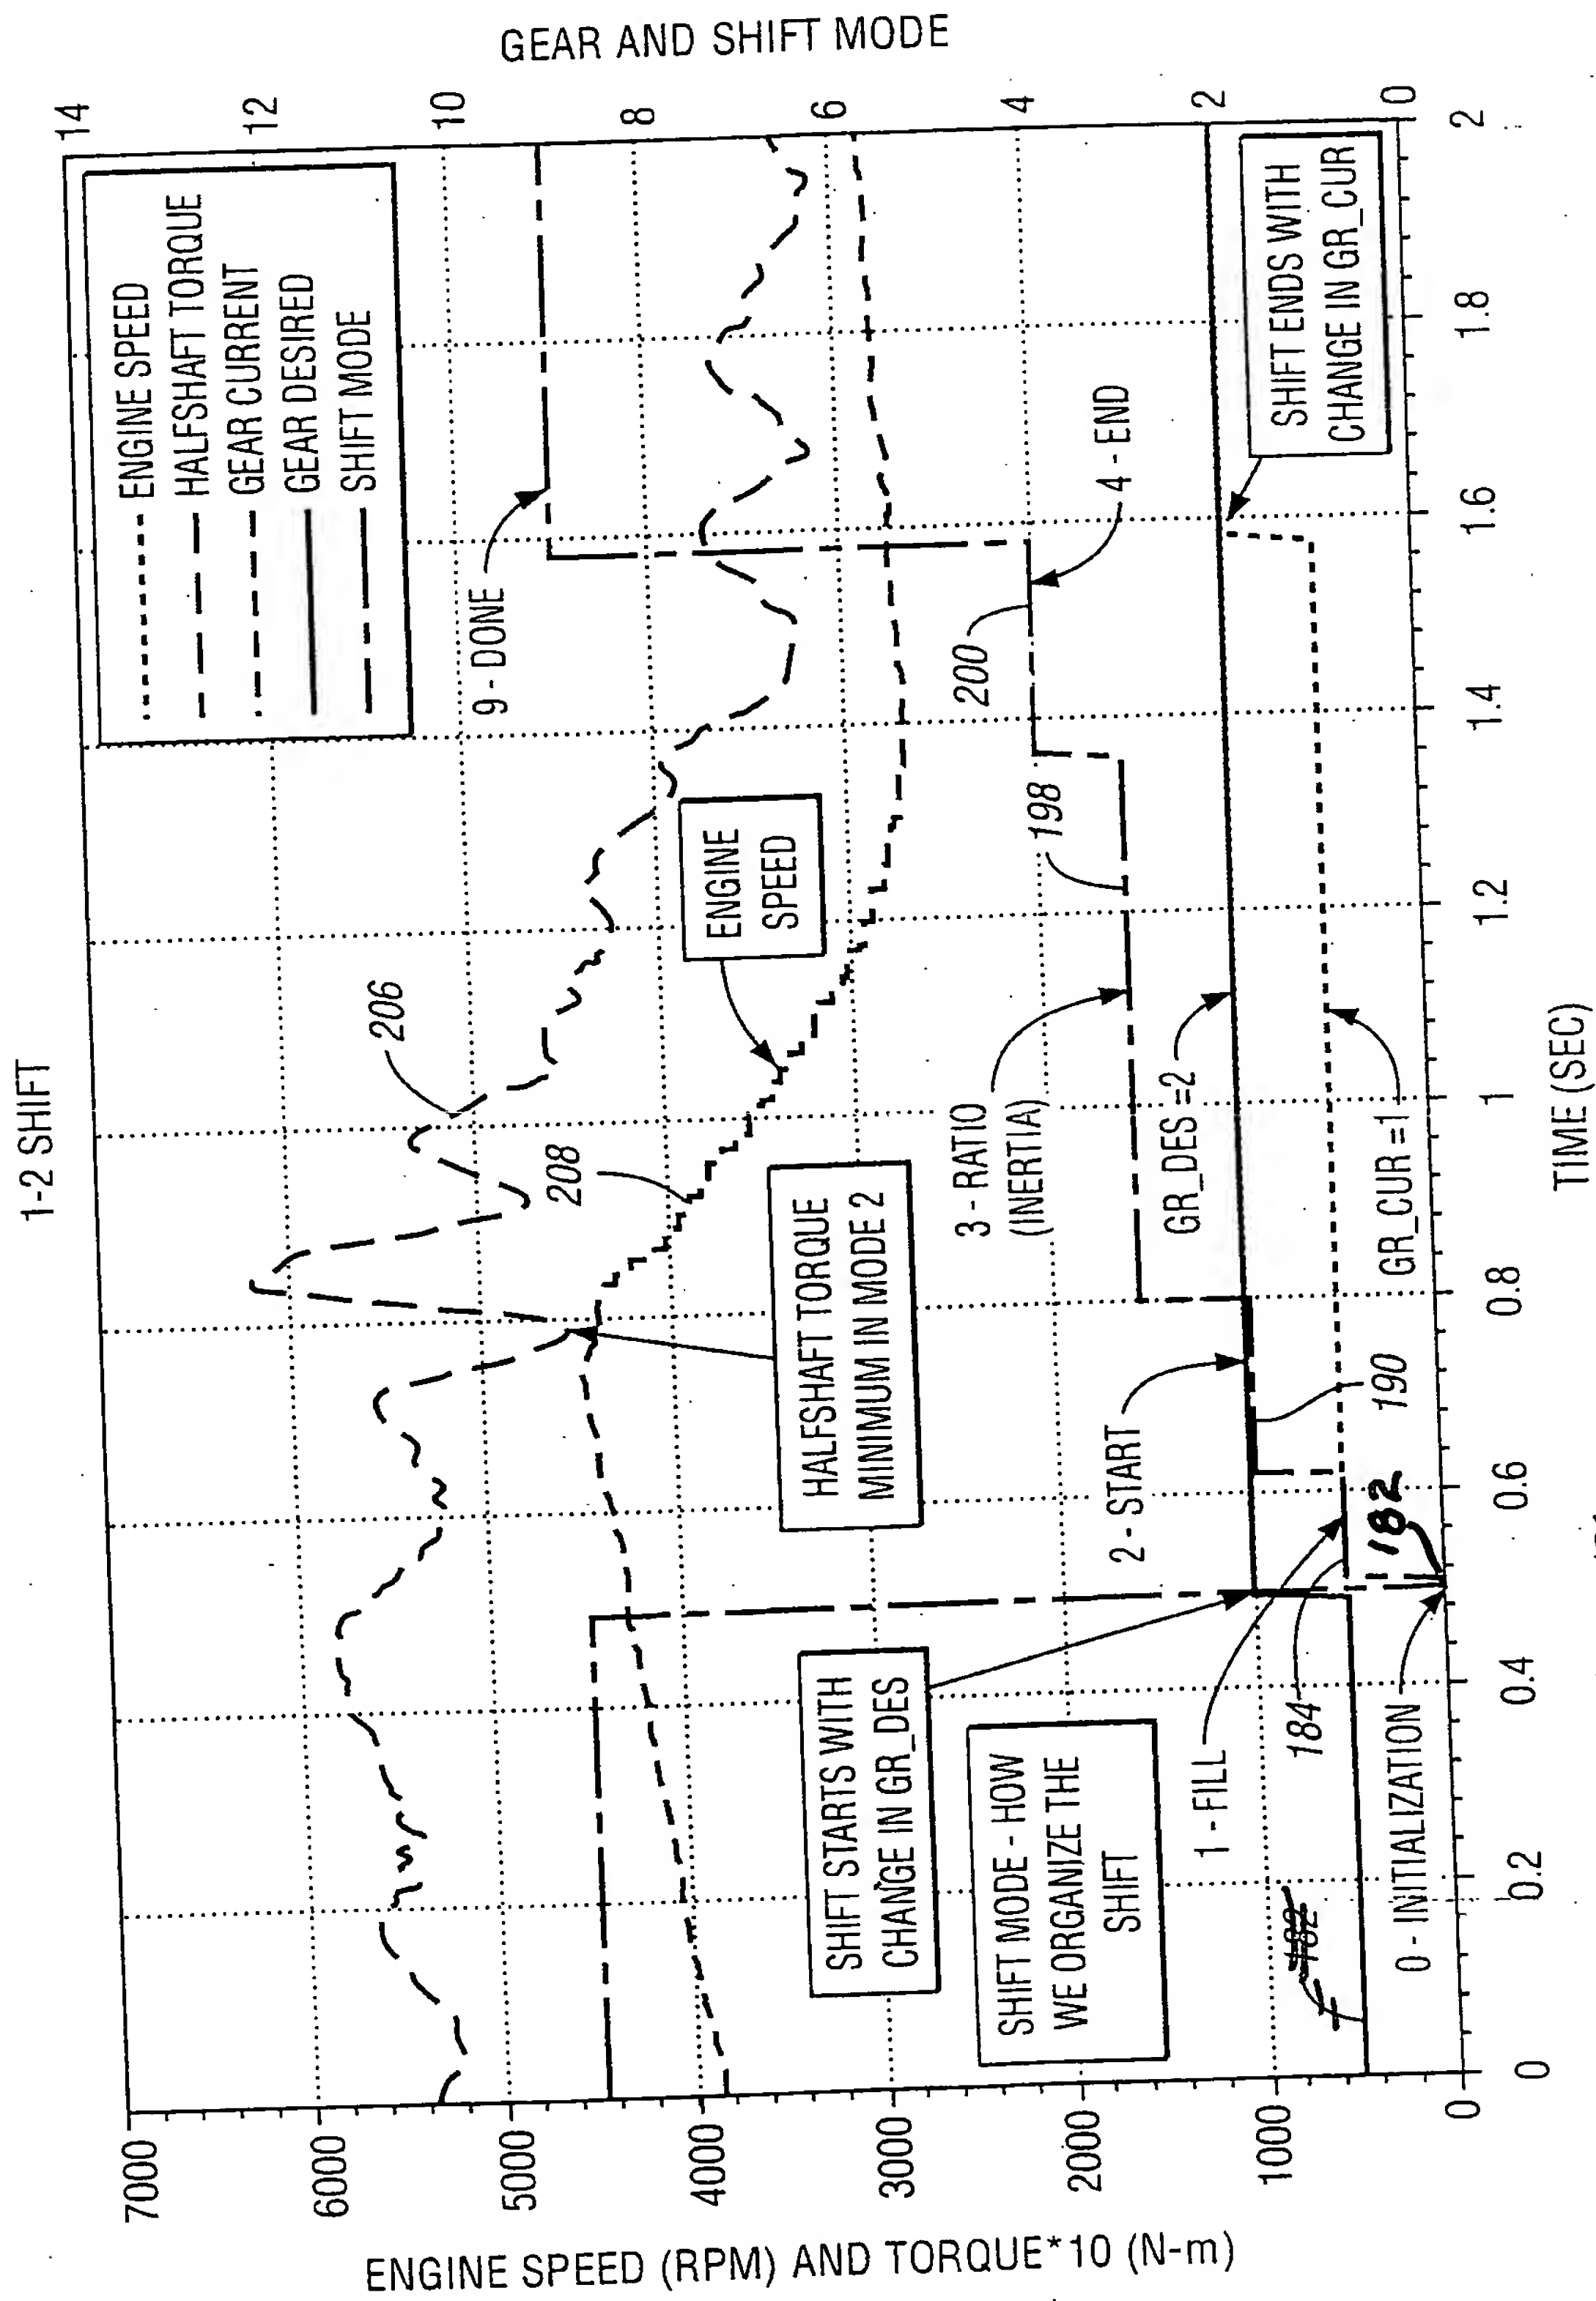 1-2 SHIFT
GEAR AND SHIFT MODE
14
12
10
8
6
4
2
0
ENGINE SPEED
HALFSHAFT TORQUE
GEAR CURRENT
GEAR DESIRED
SHIFT MODE
9 - DONE
206
208
ENGINE
SPEED
HALFSHAFT TORQUE
MINIMUM IN MODE 2
200
4 - END
198
3 - RATIO
(INERTIA)
GR_DES =2
GR_CUR =1
SHIFT ENDS WITH
CHANGE IN GR_CUR
2 - START
190
182
SHIFT STARTS WITH
CHANGE IN GR_DES
SHIFT MODE - HOW
WE ORGANIZE THE
SHIFT
1 - FILL
184
182
0 - INITIALIZATION
7000
6000
5000
4000
3000
2000
1000
0
ENGINE SPEED (RPM) AND TORQUE*10 (N-m)
0
0.2
0.4
0.6
0.8
1
1.2
1.4
1.6
1.8
2
TIME (SEC)